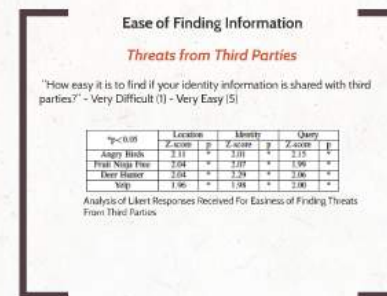 Ease of Finding Information
Threats from Third Parties
"How easy it is to find if your identity information is shared with third
parties?" - Very Difficult (1) - Very Easy (5)
*p<0.05 Location Identity Query
Z-score p Z-score p Z-score p
Angry Birds 2.11 * 2.01 * 2.15 *
Fruit Ninja Free 2.04 * 2.07 * 1.99 *
Deer Hunter 2.04 * 2.29 * 2.06 *
Yelp 1.96 * 1.98 * 2.00 *
Analysis of Likert Responses Received For Easiness of Finding Threats
From Third Parties